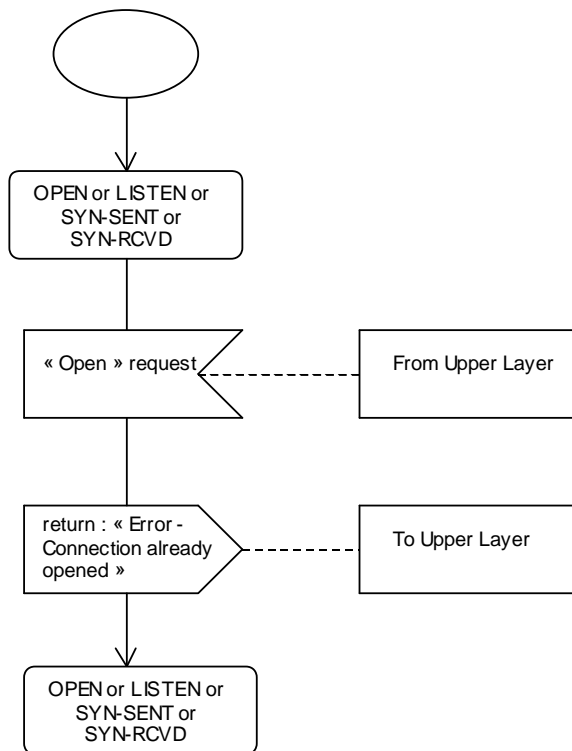 OPEN or LISTEN or
SYN-SENT or
SYN-RCVD
« Open » request
From Upper Layer
return : « Error -
Connection already
opened »
To Upper Layer
OPEN or LISTEN or
SYN-SENT or
SYN-RCVD